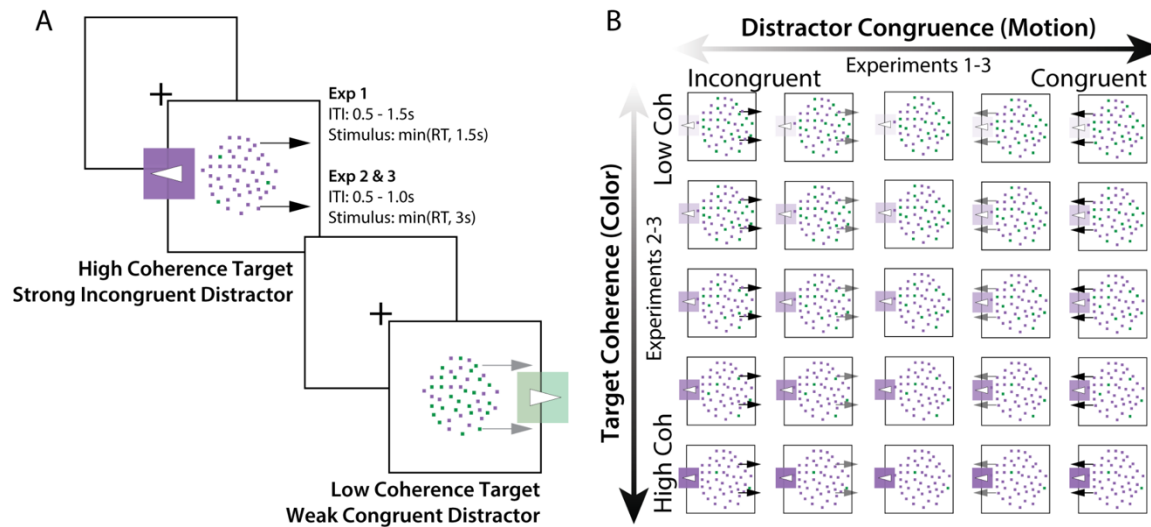 A
Exp 1
ITI: 0.5 - 1.5s
Stimulus: min(RT, 1.5s)
Exp 2 & 3
ITI: 0.5 - 1.0s
Stimulus: min(RT, 3s)
High Coherence Target
Strong Incongruent Distractor
Low Coherence Target
Weak Congruent Distractor
B
Distractor Congruence (Motion)
Experiments 1-3
Incongruent
Congruent
Target Coherence (Color)
Experiments 2-3
Low Coh
High Coh